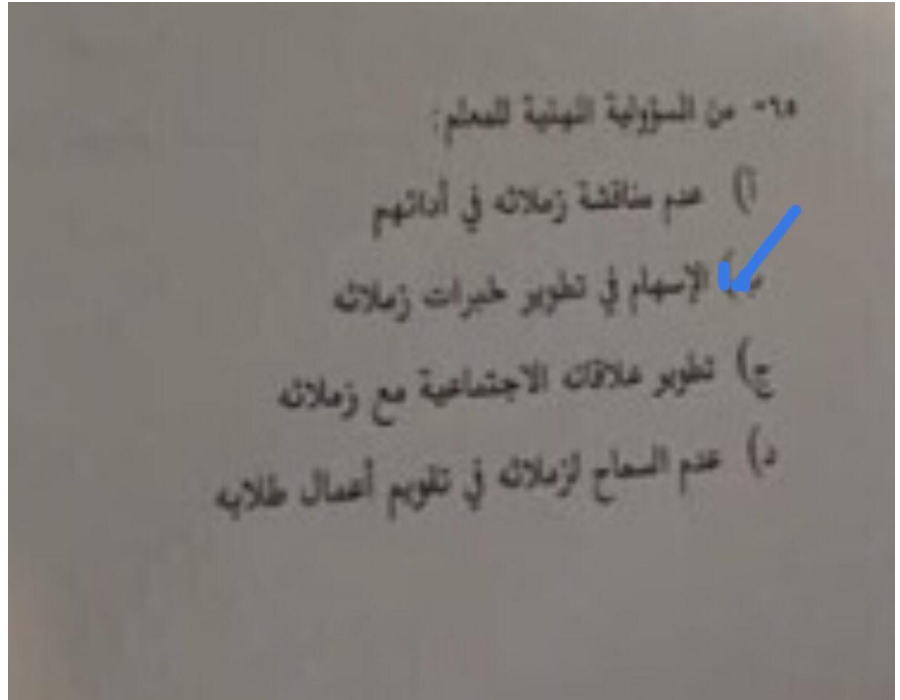 ٦٥- من المسؤولية المهنية للمعلم:
أ) عدم مناقشة زملائه في أدائهم
ب) الإسهام في تطوير خبرات زملائه
ج) تطوير علاقاته الاجتماعية مع زملائه
د) عدم السماح لزملائه في تقويم أعمال طلابه